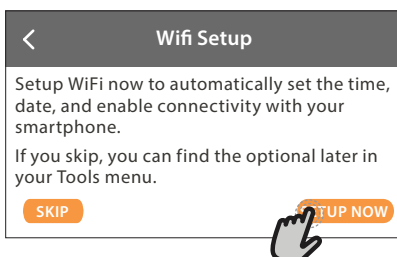 Wifi Setup
Setup WiFi now to automatically set the time,
date, and enable connectivity with your
smartphone.
If you skip, you can find the optional later in
your Tools menu.
SKIP
SETUP NOW